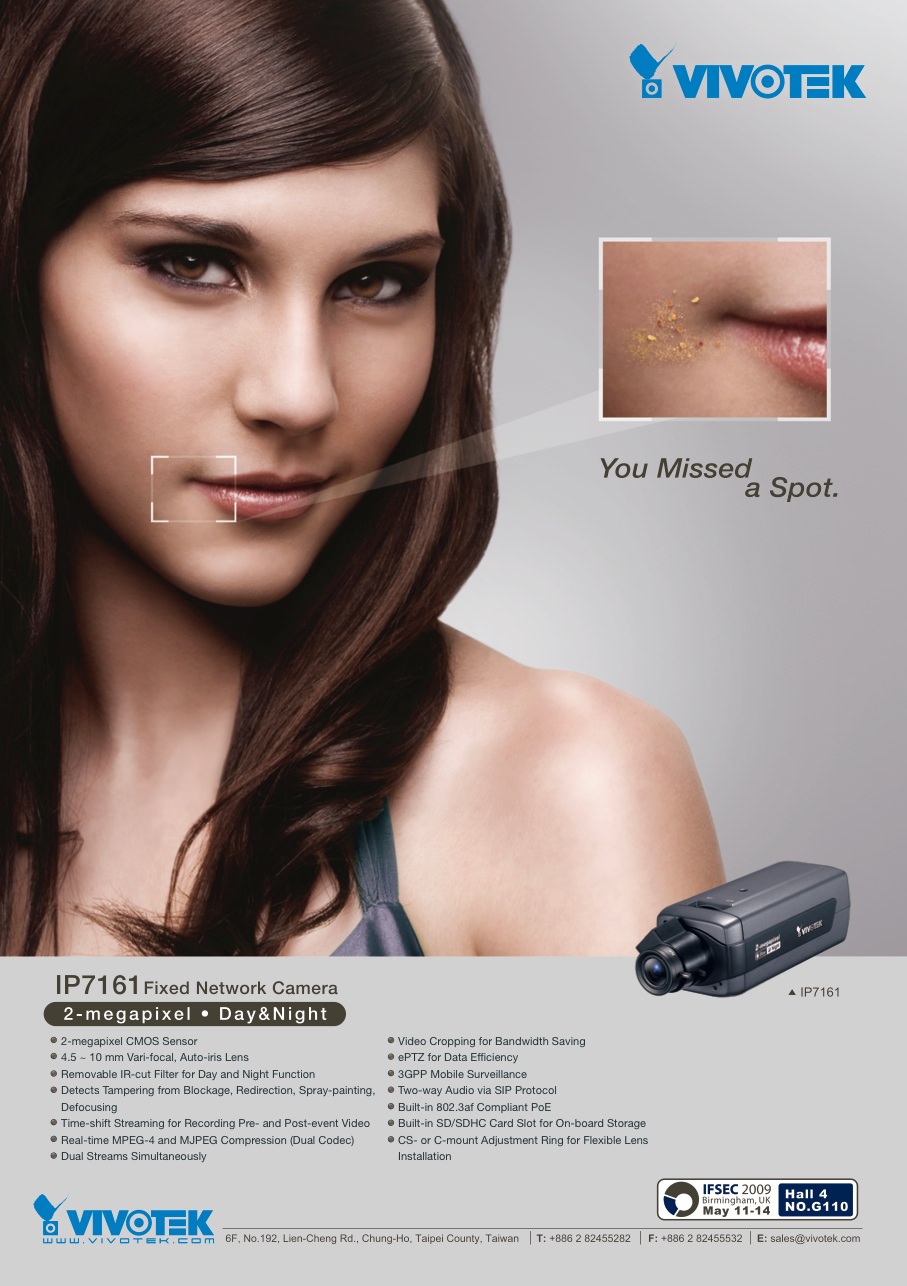 VIVOTEK
You Missed
a Spot.
2-megapixel
VIVOTEK
▲ IP7161
IP7161 Fixed Network Camera
2-megapixel • Day&Night
2-megapixel CMOS Sensor
4.5 ~ 10 mm Vari-focal, Auto-iris Lens
Removable IR-cut Filter for Day and Night Function
Detects Tampering from Blockage, Redirection, Spray-painting,
Defocusing
Time-shift Streaming for Recording Pre- and Post-event Video
Real-time MPEG-4 and MJPEG Compression (Dual Codec)
Dual Streams Simultaneously
Video Cropping for Bandwidth Saving
ePTZ for Data Efficiency
3GPP Mobile Surveillance
Two-way Audio via SIP Protocol
Built-in 802.3af Compliant PoE
Built-in SD/SDHC Card Slot for On-board Storage
CS- or C-mount Adjustment Ring for Flexible Lens
Installation
IFSEC 2009
Birmingham, UK
May 11-14
Hall 4
NO.G110
VIVOTEK
www.vivotek.com
6F, No.192, Lien-Cheng Rd., Chung-Ho, Taipei County, Taiwan | T: +886 2 82455282 | F: +886 2 82455532 | E: sales@vivotek.com